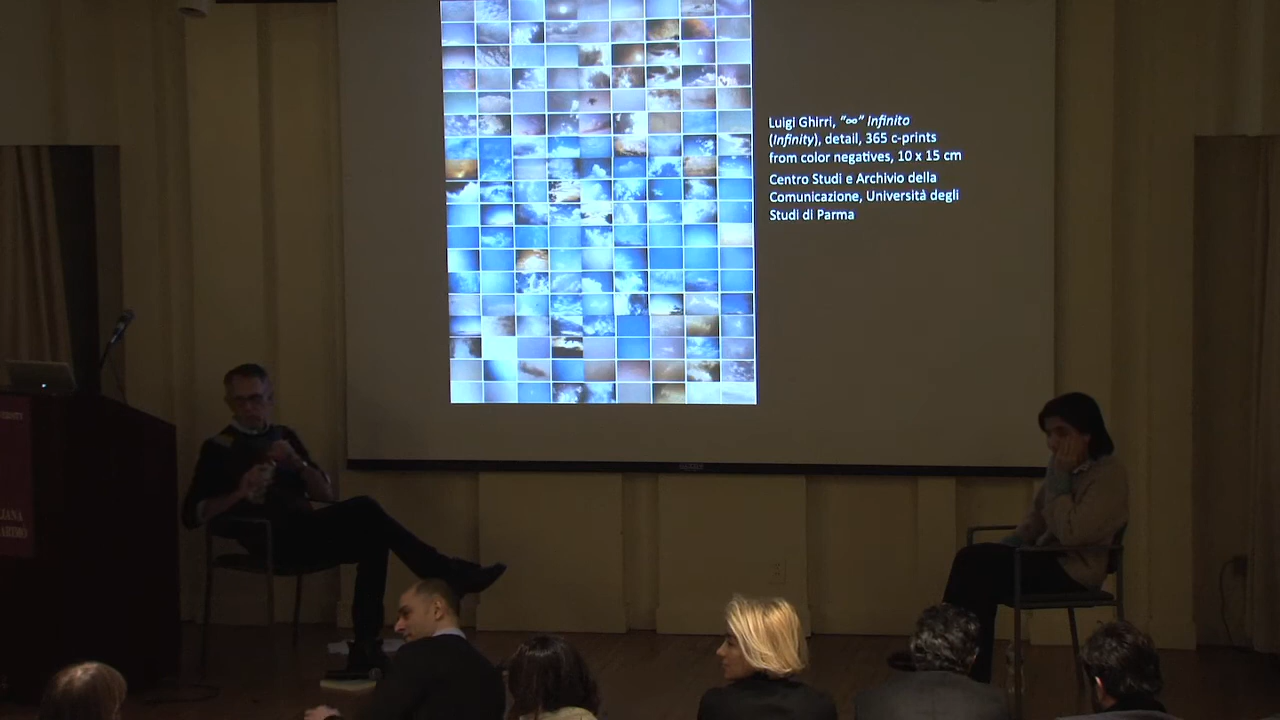 Luigi Ghirri, "∞" Infinito
(Infinity), detail, 365 c-prints
from color negatives, 10 x 15 cm
Centro Studi e Archivio della
Comunicazione, Università degli
Studi di Parma